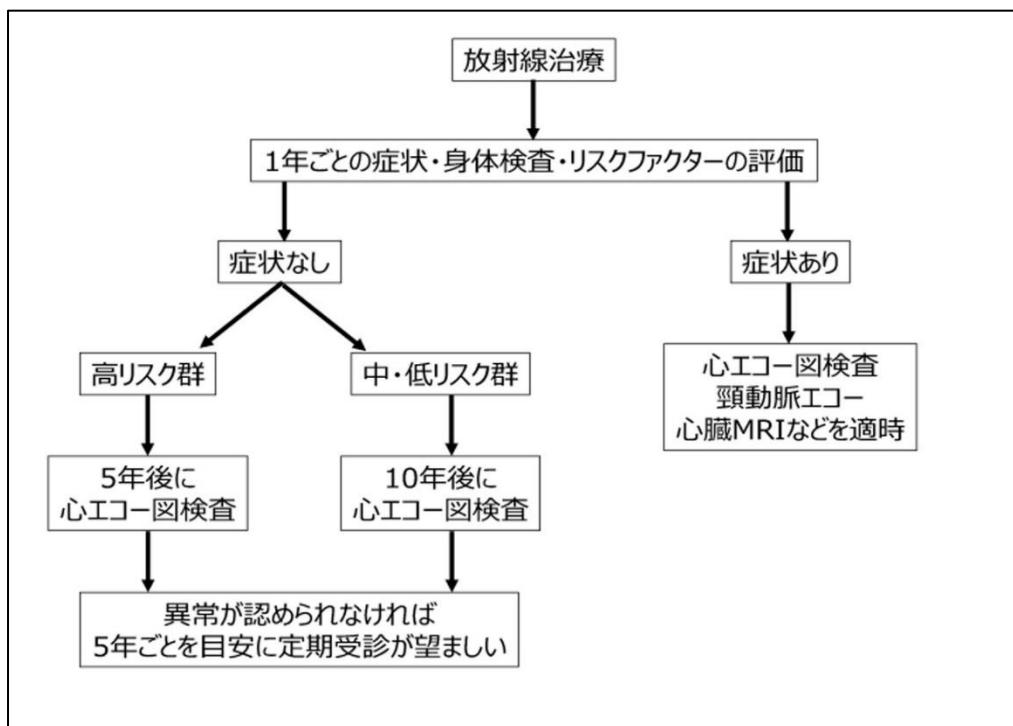 放射線治療
1年ごとの症状・身体検査・リスクファクターの評価
症状なし
症状あり
高リスク群
中・低リスク群
心エコー図検査
頸動脈エコー
心臓MRIなどを適時
5年後に
心エコー図検査
10年後に
心エコー図検査
異常が認められなければ
5年ごとを目安に定期受診が望ましい